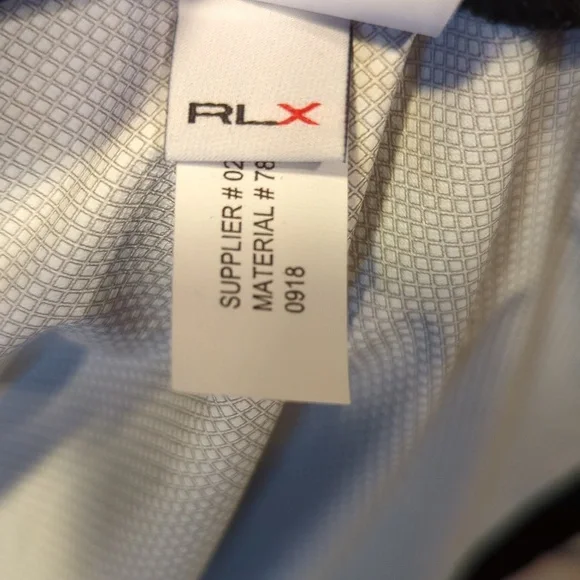 RLX
SUPPLIER # 02
MATERIAL # 78
0918